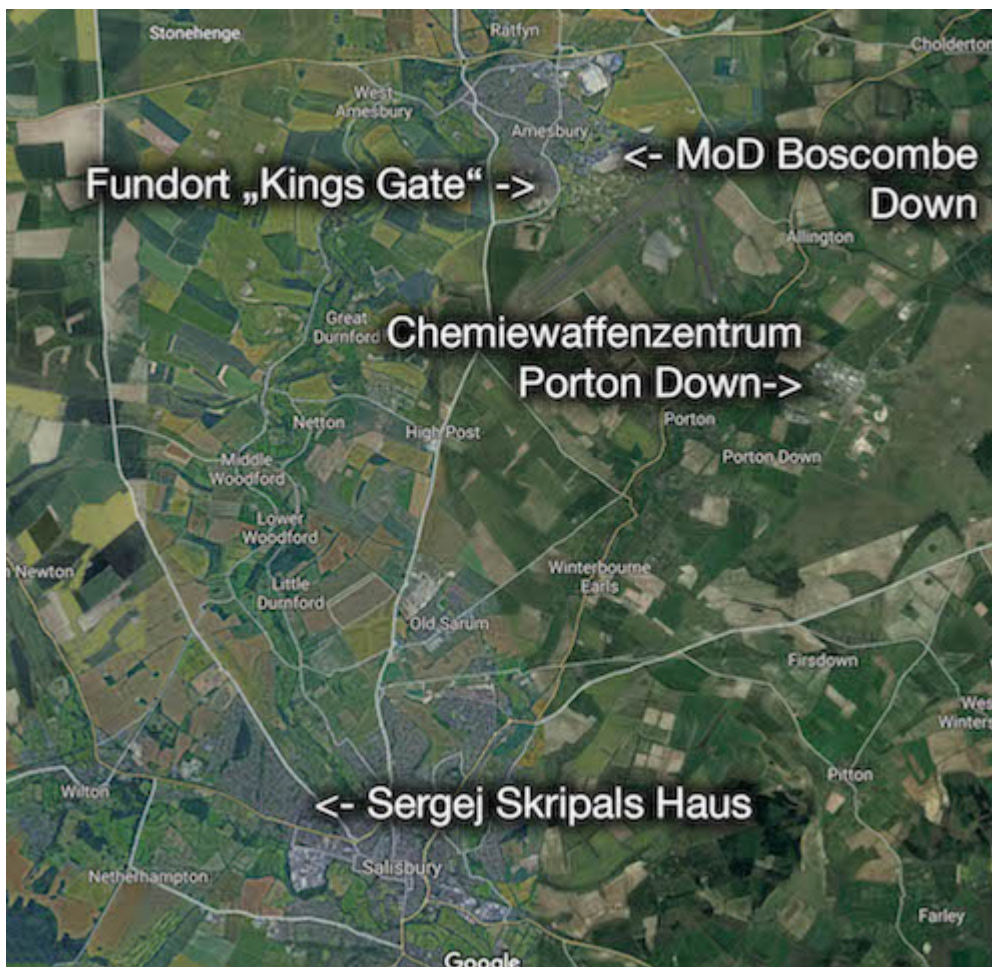 Stonehenge
Ratfyn
Cholderton
West
Amesbury
Amesbury
<- MoD Boscombe
Down
Fundort „Kings Gate“ ->
Allington
Great
Durnford
Chemiewaffenzentrum
Porton Down->
Netton
High Post
Porton
Porton Down
Middle
Woodford
Lower
Woodford
Newton
Winterbourne
Earls
Little
Durnford
Old Sarum
Firsdown
Wes
Winters
Pitton
Wilton
<- Sergej Skripals Haus
Salisbury
Netherhampton
Farley
Google